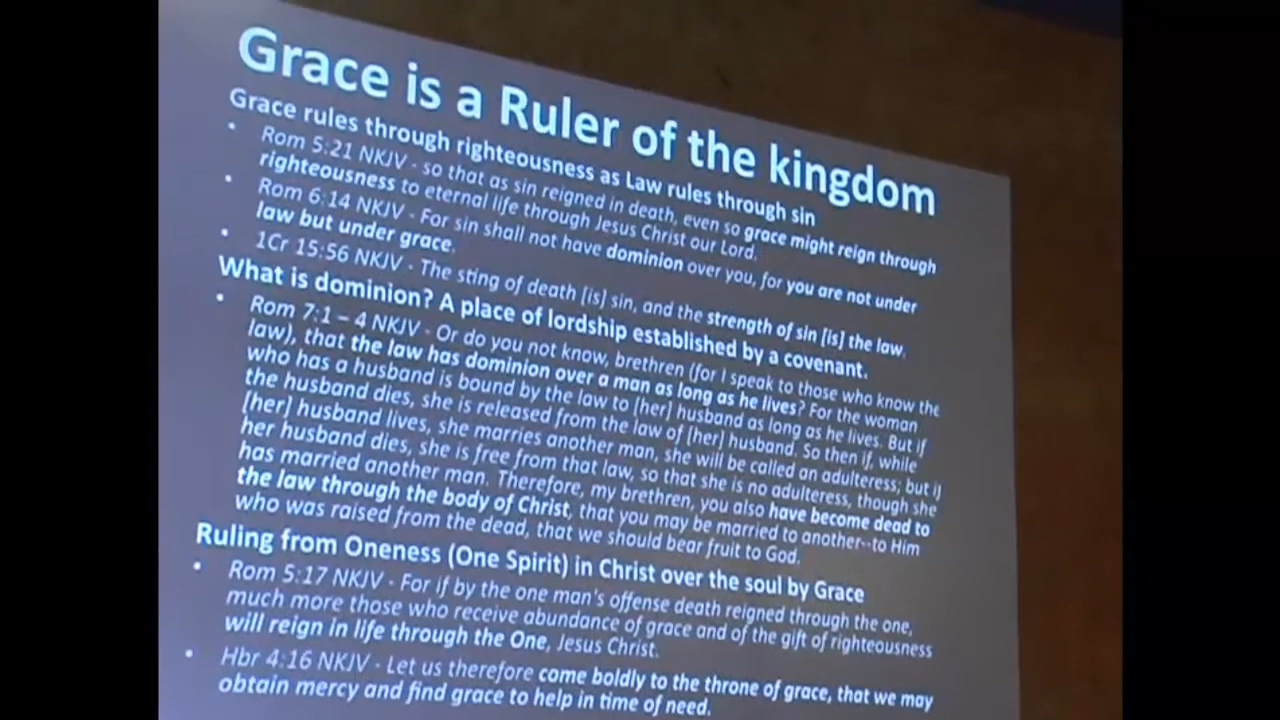 Grace is a Ruler of the kingdom
Grace rules through righteousness as Law rules through sin
• Rom 5:21 NKJV - so that as sin reigned in death, even so grace might reign through
righteousness to eternal life through Jesus Christ our Lord.
• Rom 6:14 NKJV - For sin shall not have dominion over you, for you are not under
law but under grace.
• 1Cr 15:56 NKJV - The sting of death [is] sin, and the strength of sin [is] the law.
What is dominion? A place of lordship established by a covenant.
• Rom 7:1 – 4 NKJV - Or do you not know, brethren (for I speak to those who know the
law), that the law has dominion over a man as long as he lives? For the woman
who has a husband is bound by the law to [her] husband as long as he lives. But if
the husband dies, she is released from the law of [her] husband. So then if, while
[her] husband lives, she marries another man, she will be called an adulteress; but if
her husband dies, she is free from that law, so that she is no adulteress, though she
has married another man. Therefore, my brethren, you also have become dead to
the law through the body of Christ, that you may be married to another--to Him
who was raised from the dead, that we should bear fruit to God.
Ruling from Oneness (One Spirit) in Christ over the soul by Grace
• Rom 5:17 NKJV - For if by the one man's offense death reigned through the one,
much more those who receive abundance of grace and of the gift of righteousness
will reign in life through the One, Jesus Christ.
• Hbr 4:16 NKJV - Let us therefore come boldly to the throne of grace, that we may
obtain mercy and find grace to help in time of need.